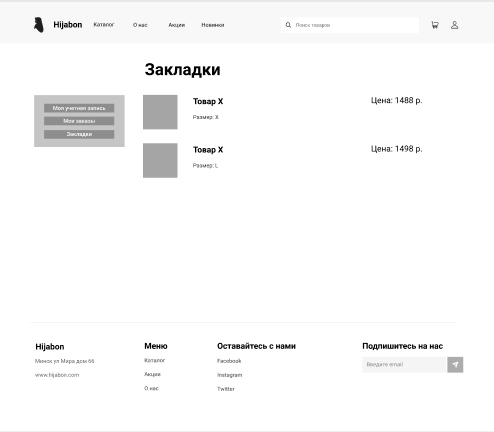 Hijabon Каталог О нас Акции Новинки Поиск товаров
Закладки
Моя учетная запись
Мои заказы
Закладки
Товар X Цена: 1488 р.
Размер: X
Товар X Цена: 1498 р.
Размер: L
Hijabon Меню Оставайтесь с нами Подпишитесь на нас
Минск ул Мира дом 66 Каталог Facebook Введите email
www.hijabon.com Акции Instagram
О нас Twitter